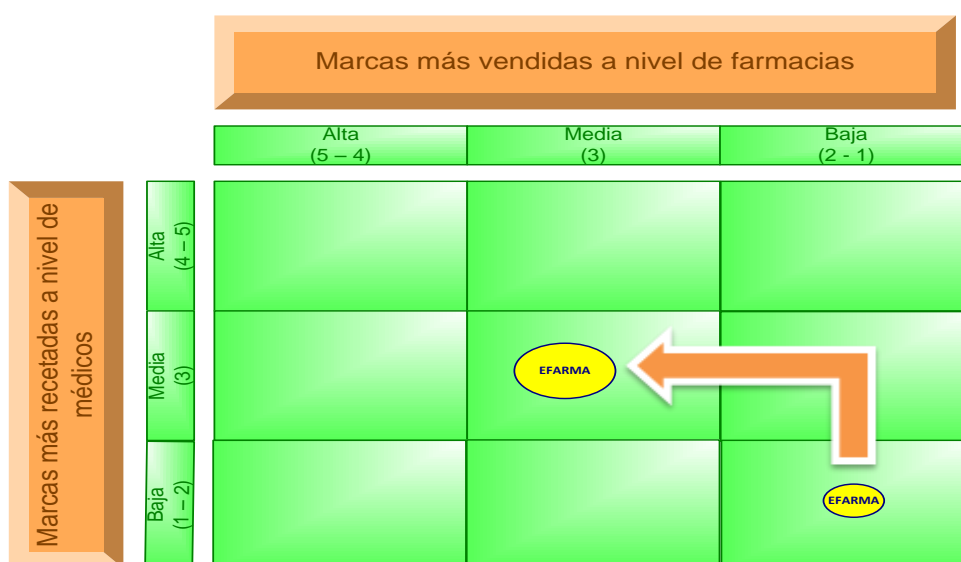 Marcas más vendidas a nivel de farmacias
Alta
(5 – 4)
Media
(3)
Baja
(2 - 1)
Marcas más recetadas a nivel de
médicos
Alta
(4 – 5)
Media
(3)
EFARMA
Baja
(1 – 2)
EFARMA